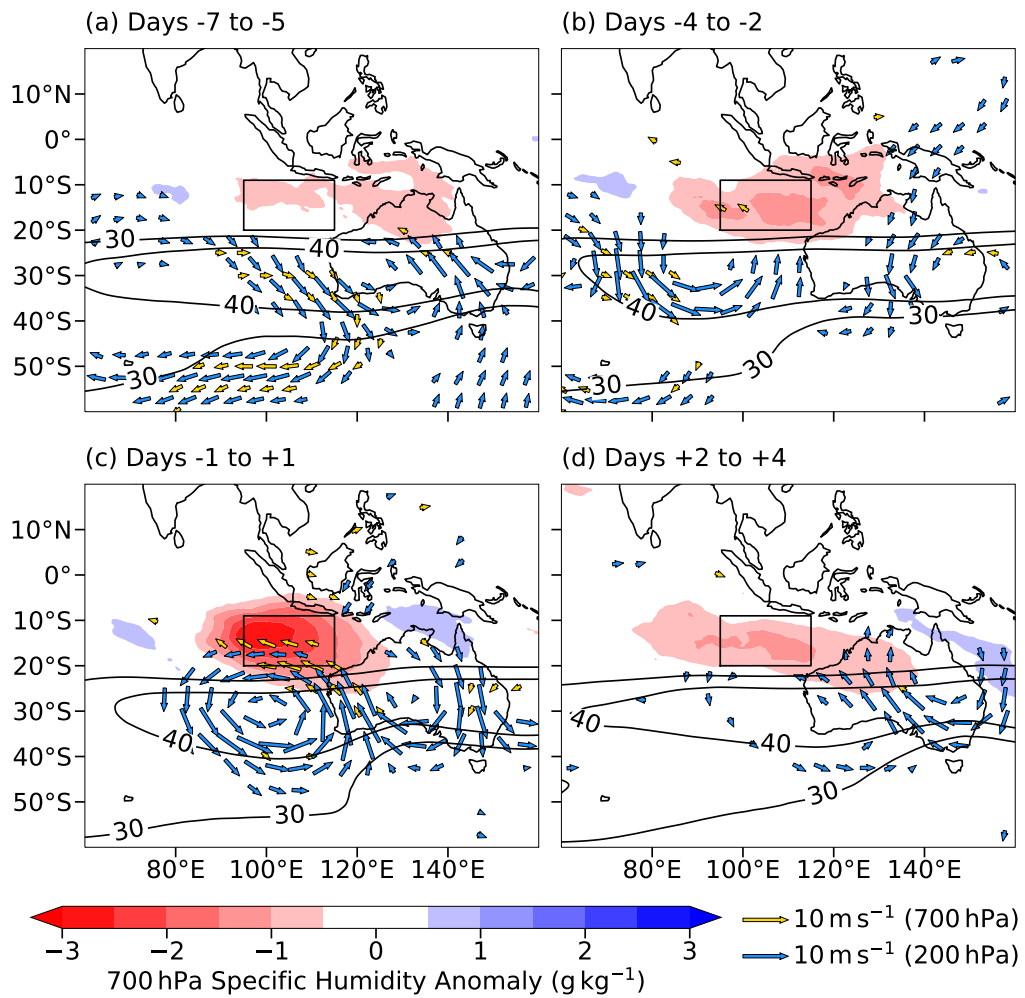 (a) Days -7 to -5
(b) Days -4 to -2
10°N
0°
10°S
20°S
30°S
40°S
50°S
30
40
40
30
40
30
30
30
(c) Days -1 to +1
(d) Days +2 to +4
10°N
0°
10°S
20°S
30°S
40°S
50°S
40
30
30
40
40
30
80°E
100°E
120°E
140°E
80°E
100°E
120°E
140°E
10 m s⁻¹ (700 hPa)
10 m s⁻¹ (200 hPa)
−3
−2
−1
0
1
2
3
700 hPa Specific Humidity Anomaly (g kg⁻¹)